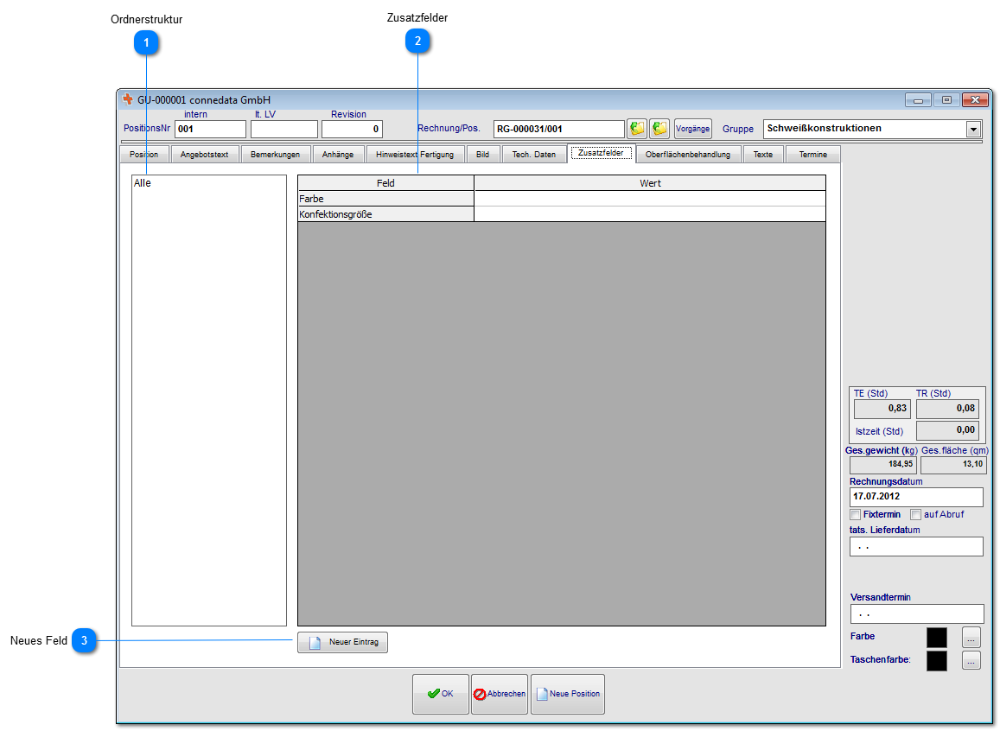 Ordnerstruktur
Zusatzfelder
1
2
GU-000001 connedata GmbH
intern
lt. LV
Revision
PositionsNr
001
0
Rechnung/Pos.
RG-000031/001
Vorgänge
Gruppe
Schweißkonstruktionen
Position
Angebotstext
Bemerkungen
Anhänge
Hinweistext Fertigung
Bild
Tech. Daten
Zusatzfelder
Oberflächenbehandlung
Texte
Termine
Alle
Feld
Wert
Farbe
Konfektionsgröße
TE (Std)
TR (Std)
0,83
0,08
Istzeit (Std)
0,00
Ges.gewicht (kg)
Ges.fläche (qm)
184,95
13,10
Rechnungsdatum
17.07.2012
Fixtermin
auf Abruf
tats. Lieferdatum
. .
Versandtermin
. .
Farbe
...
Taschenfarbe:
...
Neues Feld
3
Neuer Eintrag
OK
Abbrechen
Neue Position